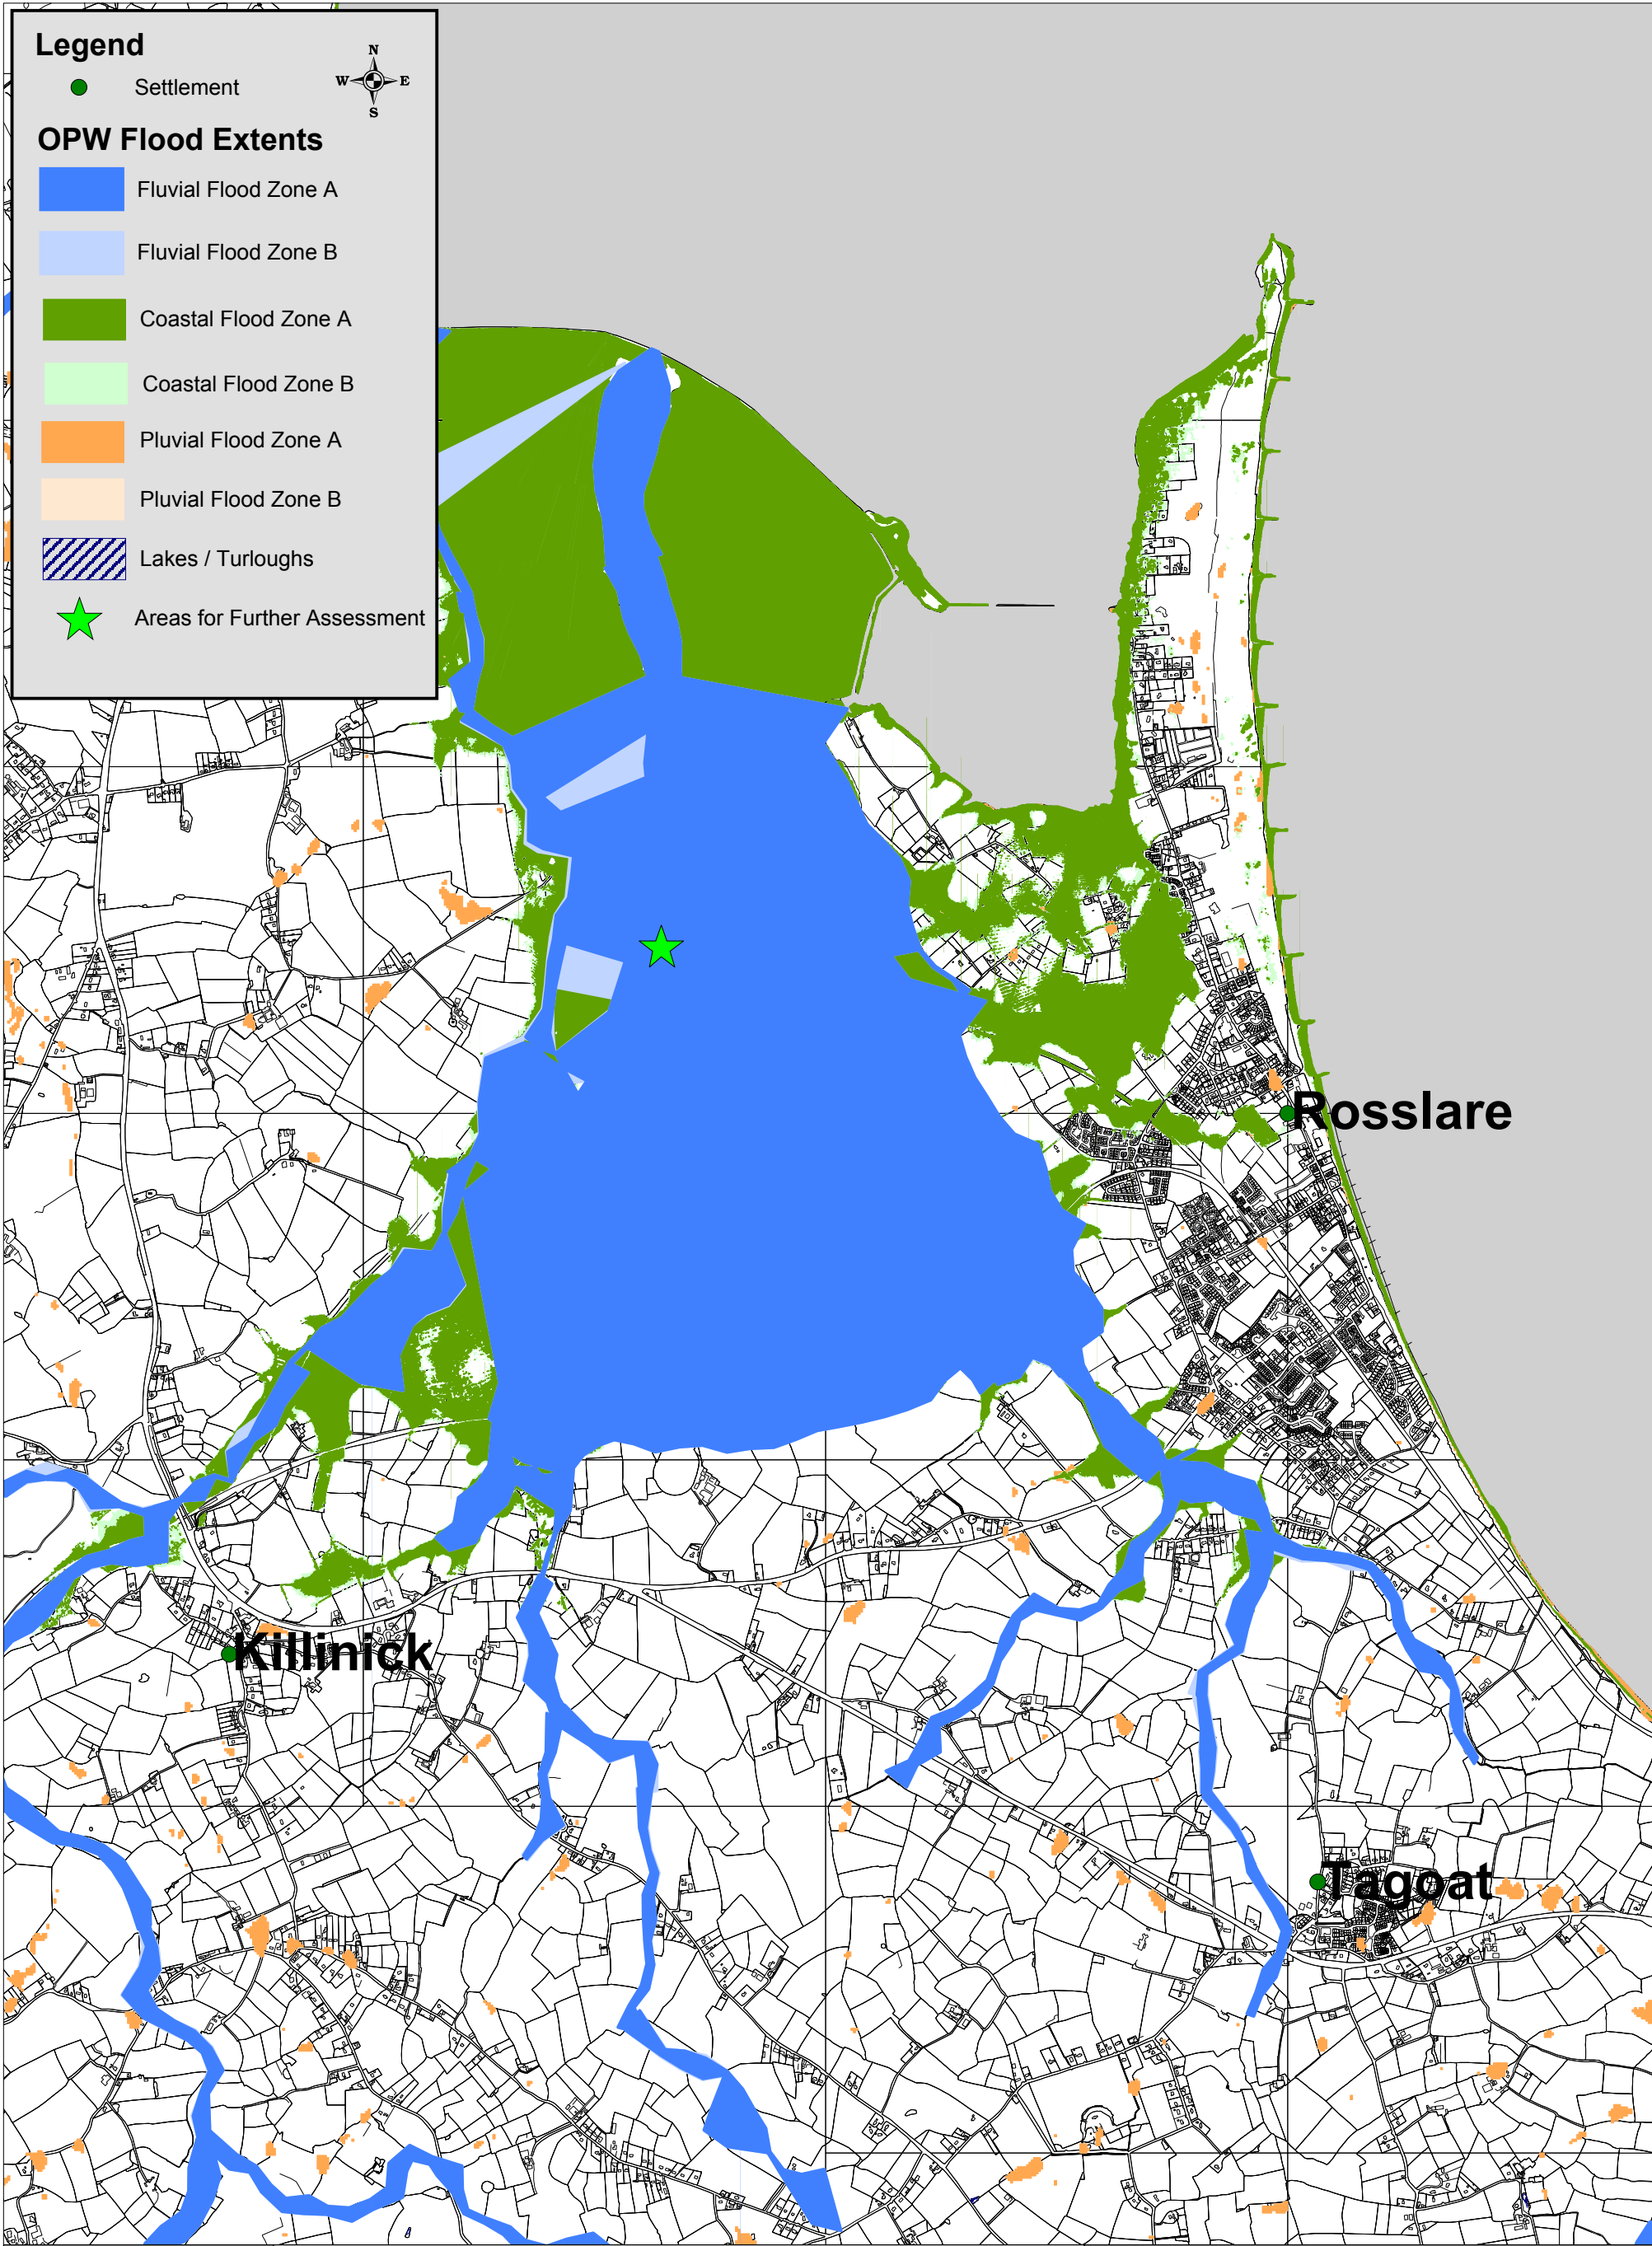 Legend
N
W E
S
Settlement
OPW Flood Extents
Fluvial Flood Zone A
Fluvial Flood Zone B
Coastal Flood Zone A
Coastal Flood Zone B
Pluvial Flood Zone A
Pluvial Flood Zone B
Lakes / Turloughs
Areas for Further Assessment
Rosslare
Killinick
Tagoat